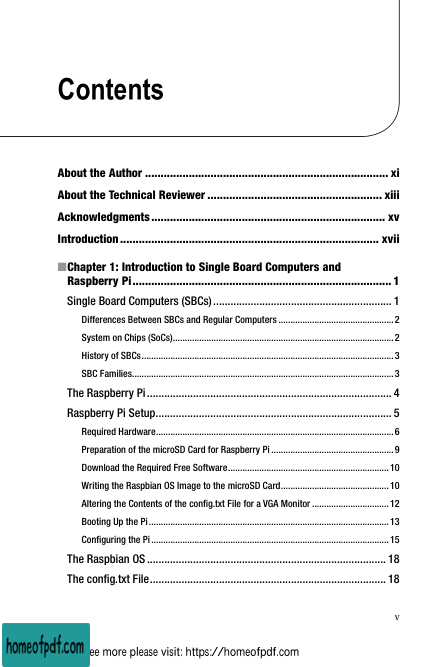 Contents
About the Author ............................................................................. xi
About the Technical Reviewer ....................................................... xiii
Acknowledgments .......................................................................... xv
Introduction .................................................................................. xvii
■Chapter 1: Introduction to Single Board Computers and
Raspberry Pi .................................................................................. 1
Single Board Computers (SBCs) ............................................................. 1
Differences Between SBCs and Regular Computers ................................................ 2
System on Chips (SoCs)............................................................................................ 2
History of SBCs ......................................................................................................... 3
SBC Families............................................................................................................. 3
The Raspberry Pi .................................................................................... 4
Raspberry Pi Setup................................................................................. 5
Required Hardware................................................................................................... 6
Preparation of the microSD Card for Raspberry Pi ................................................... 9
Download the Required Free Software................................................................... 10
Writing the Raspbian OS Image to the microSD Card............................................. 10
Altering the Contents of the config.txt File for a VGA Monitor ................................ 12
Booting Up the Pi .................................................................................................... 13
Configuring the Pi ................................................................................................... 15
The Raspbian OS .................................................................................. 18
The config.txt File................................................................................. 18
v
homeofpdf.com
ee more please visit: https://homeofpdf.com